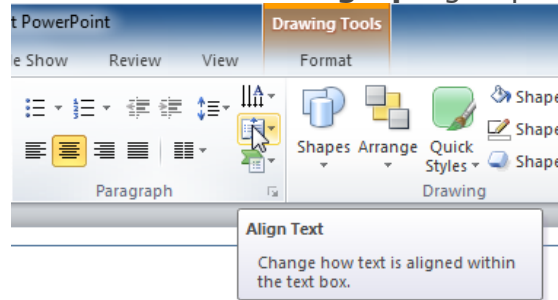 t PowerPoint
Drawing Tools
e Show Review View Format
Shapes Arrange Quick Styles
Shape
Shape
Shape
Paragraph Drawing
Align Text
Change how text is aligned within
the text box.